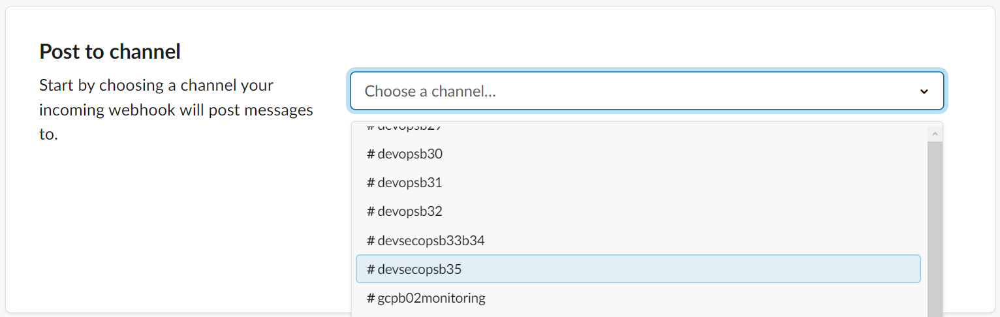 Post to channel
Start by choosing a channel your
incoming webhook will post messages
to.
Choose a channel...
# devopsb29
# devopsb30
# devopsb31
# devopsb32
# devsecopsb33b34
# devsecopsb35
# gcpb02monitoring